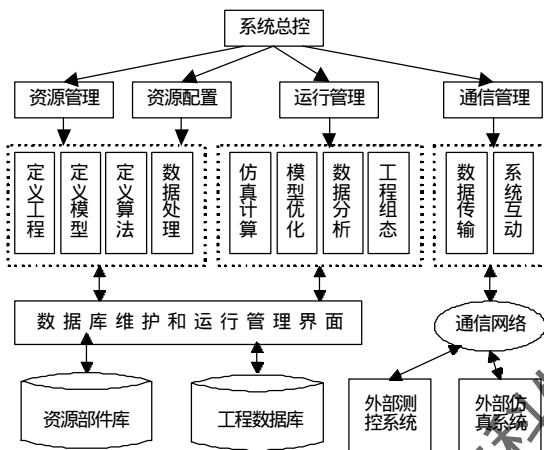 系统总控
资源管理
资源配置
运行管理
通信管理
定义工程
定义模型
定义算法
数据处理
仿真计算
模型优化
数据分析
工程组态
数据传输
系统互动
数据库维护和运行管理界面
通信网络
资源部件库
工程数据库
外部测
控系统
外部仿
真系统